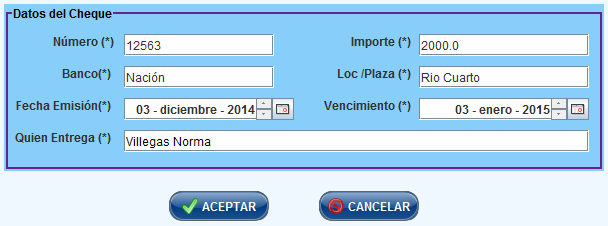 Datos del Cheque
Número (*) 12563 Importe (*) 2000.0
Banco(*) Nación Loc /Plaza (*) Rio Cuarto
Fecha Emisión(*) 03 - diciembre - 2014 Vencimiento (*) 03 - enero - 2015
Quien Entrega (*) Villegas Norma
ACEPTAR CANCELAR